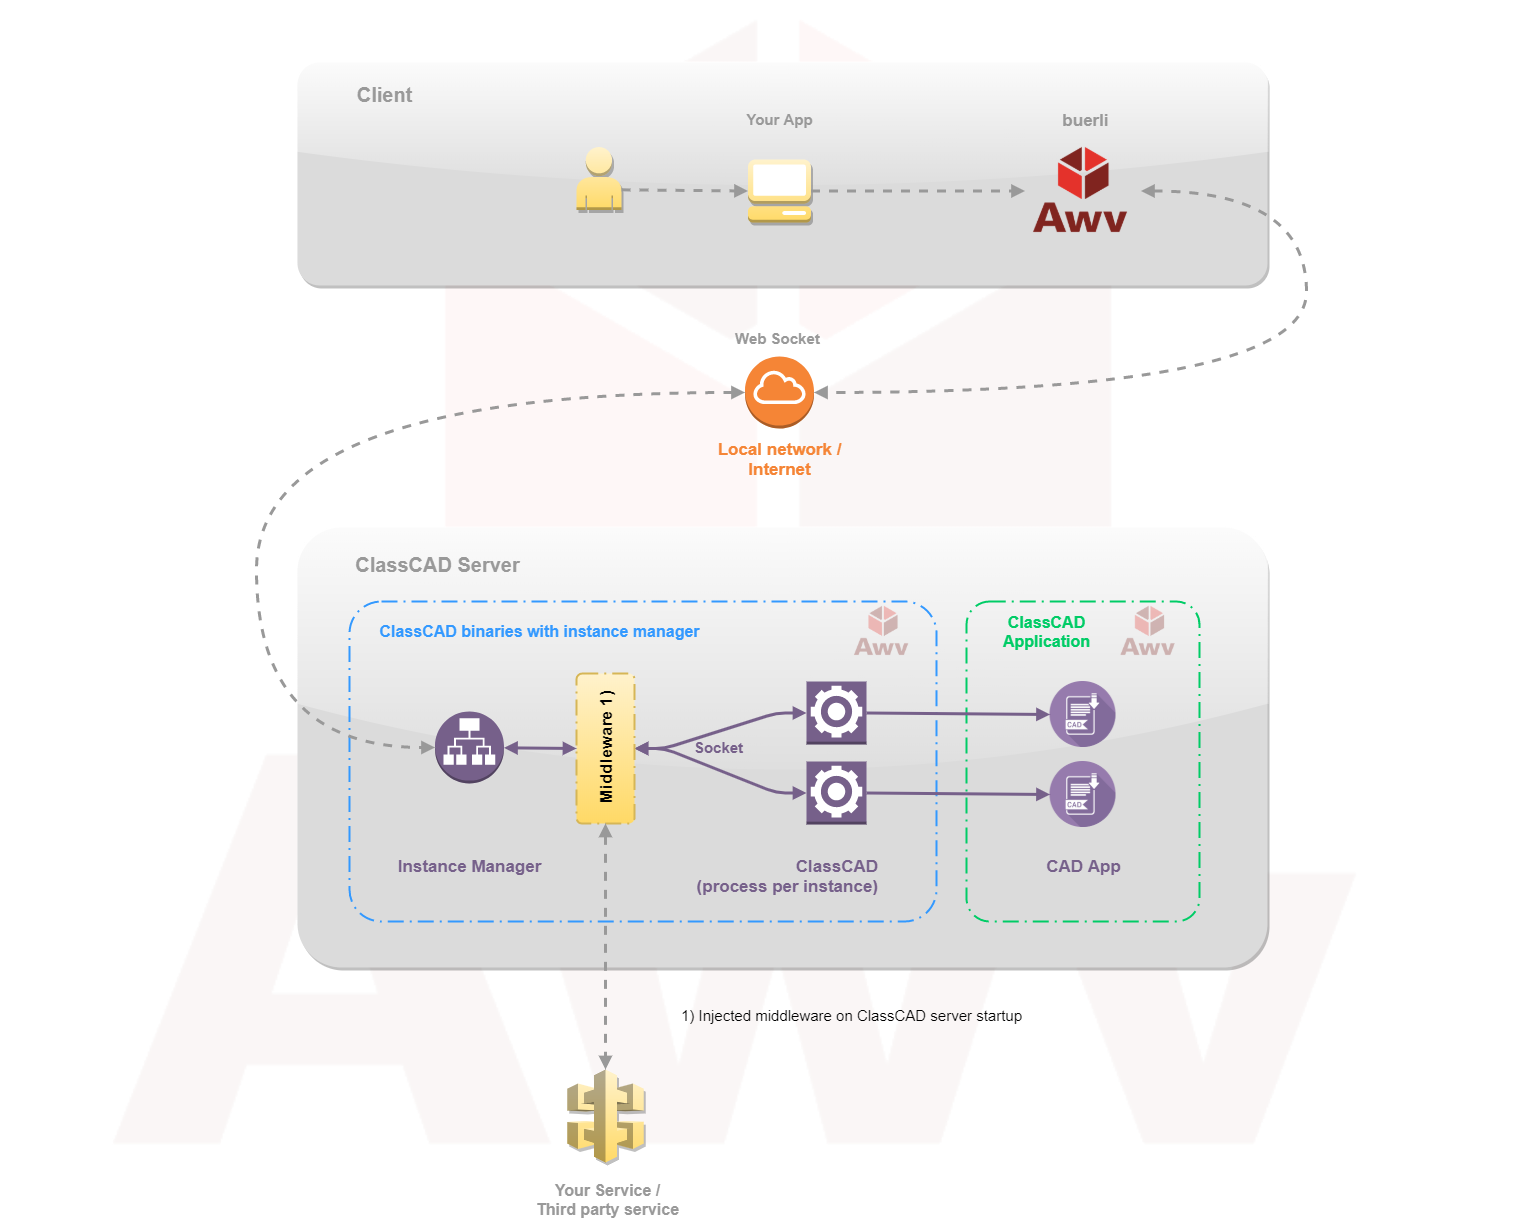 Client
Your App
buerli
Awv
Web Socket
Local network /
Internet
ClassCAD Server
ClassCAD binaries with instance manager
Awv
ClassCAD
Application
Awv
Middleware 1)
Socket
CAD
CAD
Instance Manager
ClassCAD
(process per instance)
CAD App
1) Injected middleware on ClassCAD server startup
Your Service /
Third party service
Awv